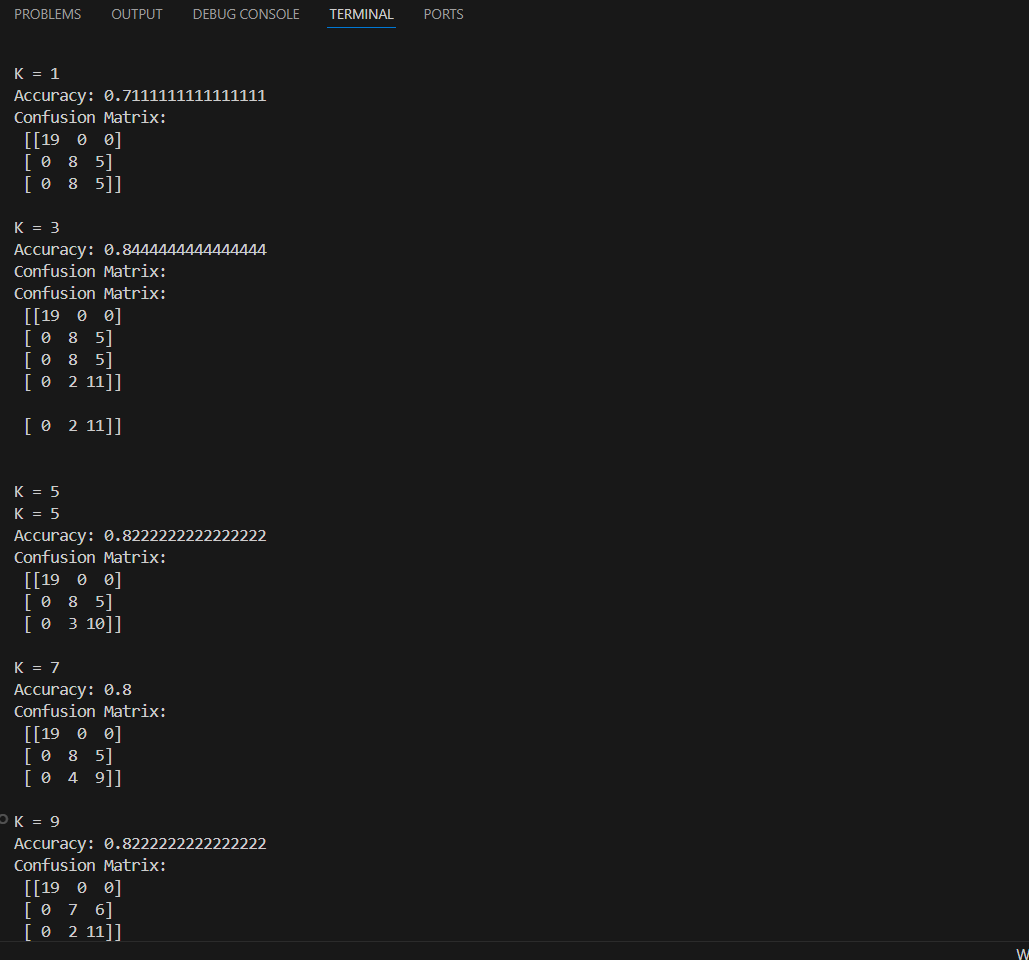 PROBLEMS OUTPUT DEBUG CONSOLE TERMINAL PORTS
K = 1
Accuracy: 0.7111111111111111
Confusion Matrix:
[[19 0 0]
[ 0 8 5]
[ 0 8 5]]
K = 3
Accuracy: 0.8444444444444444
Confusion Matrix:
Confusion Matrix:
[[19 0 0]
[ 0 8 5]
[ 0 8 5]
[ 0 2 11]]
[ 0 2 11]]
K = 5
K = 5
Accuracy: 0.8222222222222222
Confusion Matrix:
[[19 0 0]
[ 0 8 5]
[ 0 3 10]]
K = 7
Accuracy: 0.8
Confusion Matrix:
[[19 0 0]
[ 0 8 5]
[ 0 4 9]]
K = 9
Accuracy: 0.8222222222222222
Confusion Matrix:
[[19 0 0]
[ 0 7 6]
[ 0 2 11]]